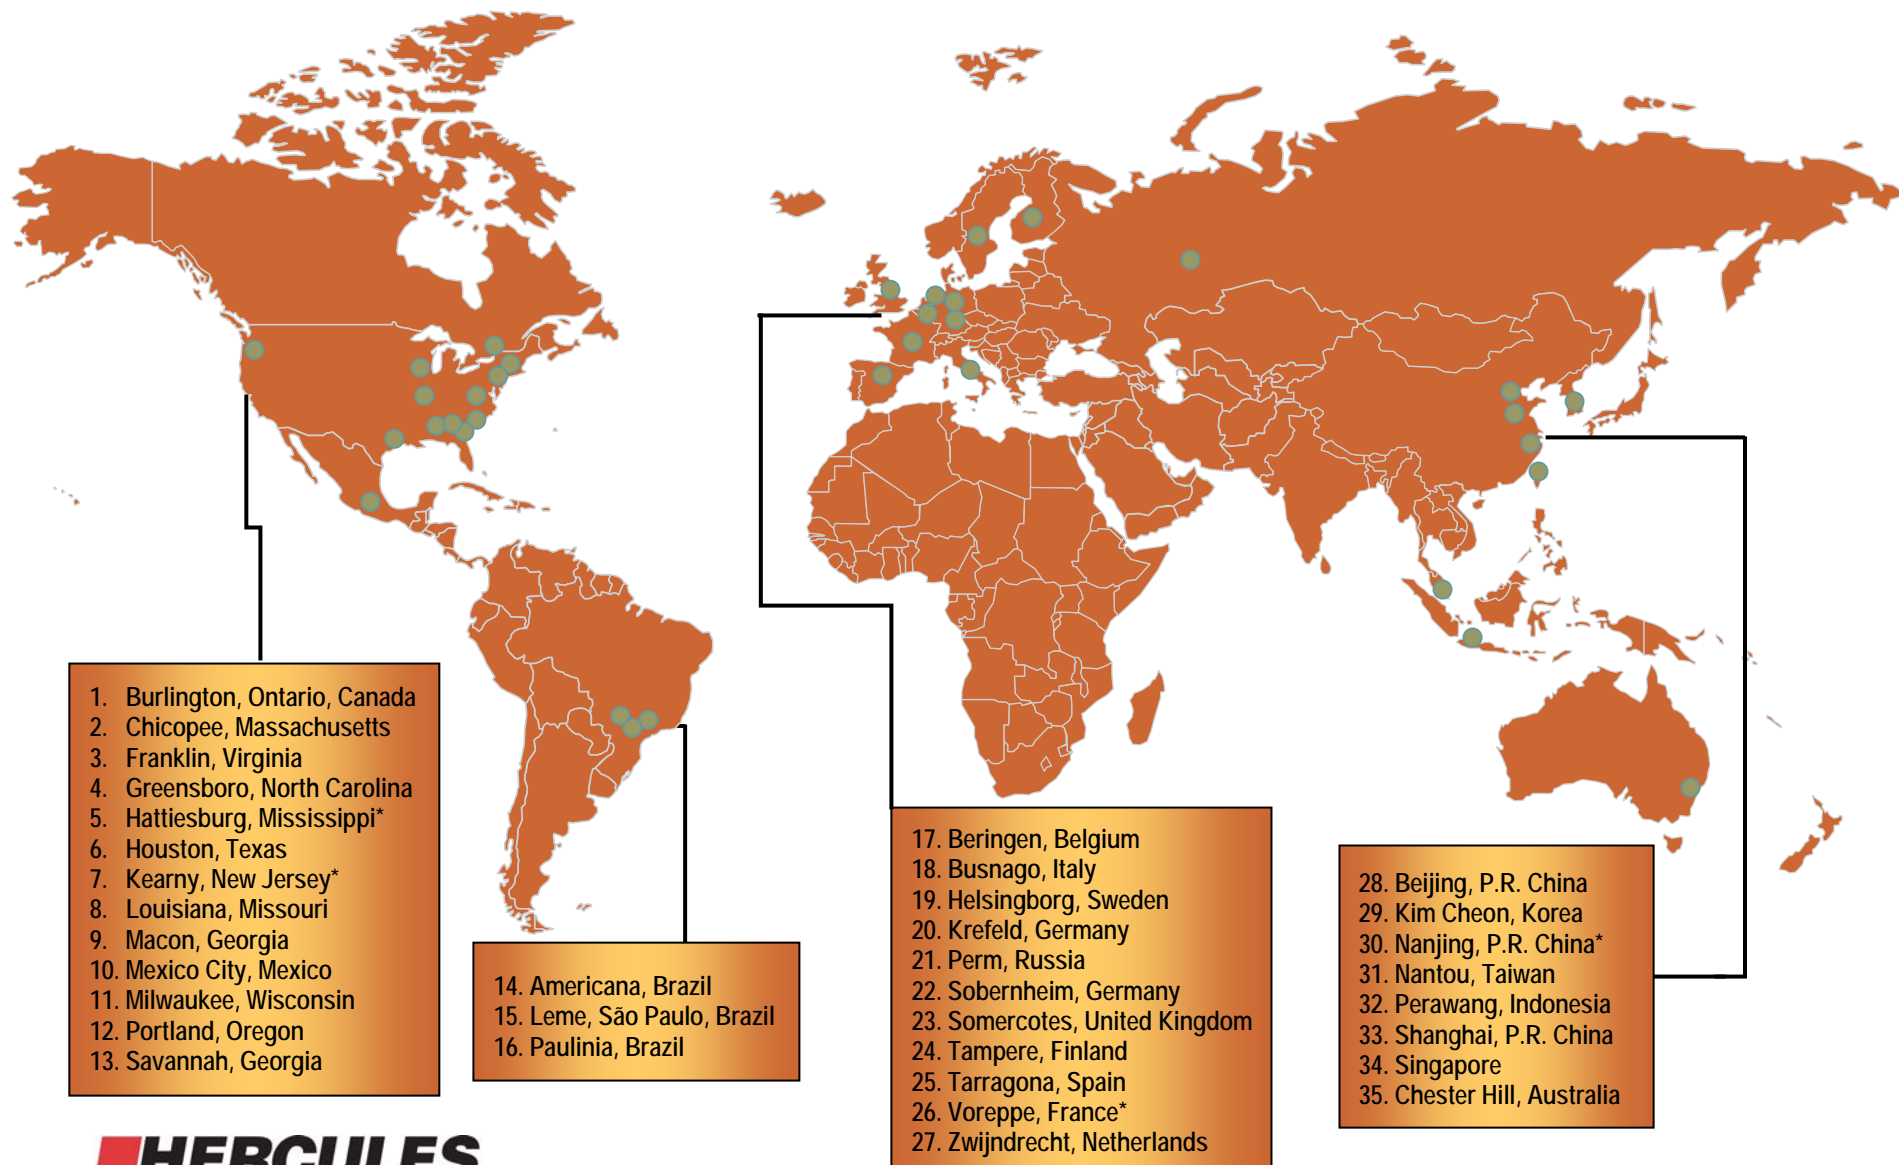 1. Burlington, Ontario, Canada
2. Chicopee, Massachusetts
3. Franklin, Virginia
4. Greensboro, North Carolina
5. Hattiesburg, Mississippi*
6. Houston, Texas
7. Kearny, New Jersey*
8. Louisiana, Missouri
9. Macon, Georgia
10. Mexico City, Mexico
11. Milwaukee, Wisconsin
12. Portland, Oregon
13. Savannah, Georgia
14. Americana, Brazil
15. Leme, São Paulo, Brazil
16. Paulinia, Brazil
17. Beringen, Belgium
18. Busnago, Italy
19. Helsingborg, Sweden
20. Krefeld, Germany
21. Perm, Russia
22. Sobernheim, Germany
23. Somercotes, United Kingdom
24. Tampere, Finland
25. Tarragona, Spain
26. Voreppe, France*
27. Zwijndrecht, Netherlands
28. Beijing, P.R. China
29. Kim Cheon, Korea
30. Nanjing, P.R. China*
31. Nantou, Taiwan
32. Perawang, Indonesia
33. Shanghai, P.R. China
34. Singapore
35. Chester Hill, Australia
HERCULES